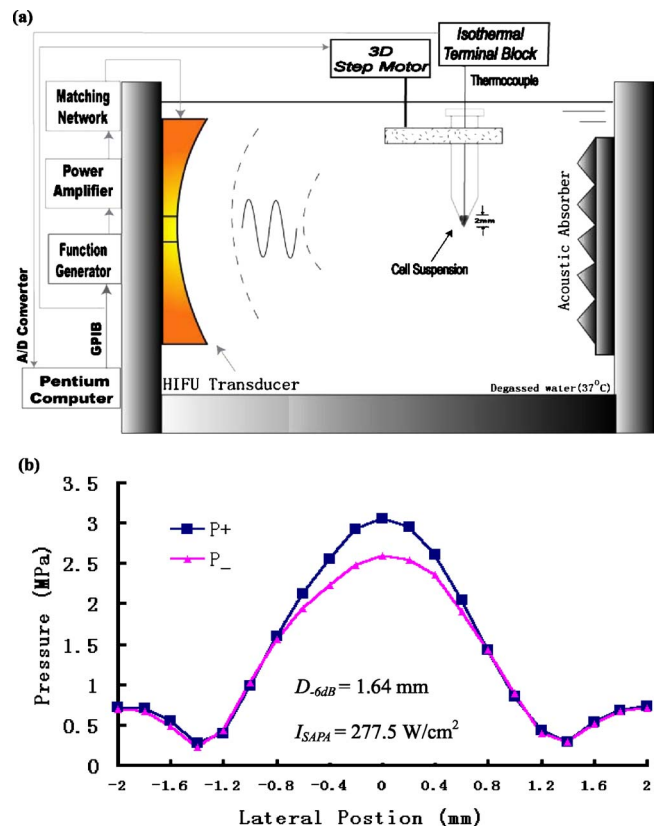 (a)
Isothermal
Terminal Block
3D
Step Motor
Thermocouple
Matching
Network
Power
Amplifier
Function
Generator
2mm
Cell Suspension
Acoustic Absorber
A/D Converter
GPIB
Pentium
Computer
HIFU Transducer
Degassed water(37°C)
(b)
3.5
3
2.5
2
1.5
1
0.5
0
Pressure (MPa)
P+
P_
D-6dB = 1.64 mm
ISAPA = 277.5 W/cm²
-2 -1.6 -1.2 -0.8 -0.4 0 0.4 0.8 1.2 1.6 2
Lateral Postion (mm)